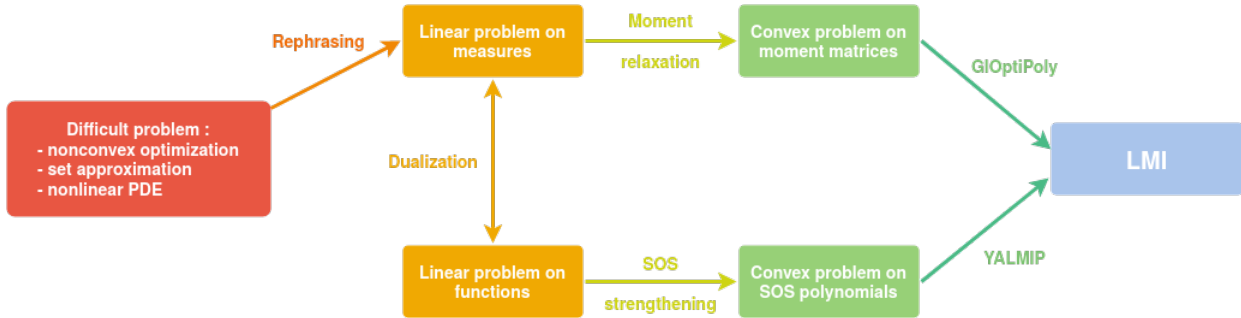 Rephrasing
Linear problem on
measures
Moment
relaxation
Convex problem on
moment matrices
GlOptiPoly
Difficult problem :
- nonconvex optimization
- set approximation
- nonlinear PDE
Dualization
LMI
Linear problem on
functions
SOS
strengthening
Convex problem on
SOS polynomials
YALMIP